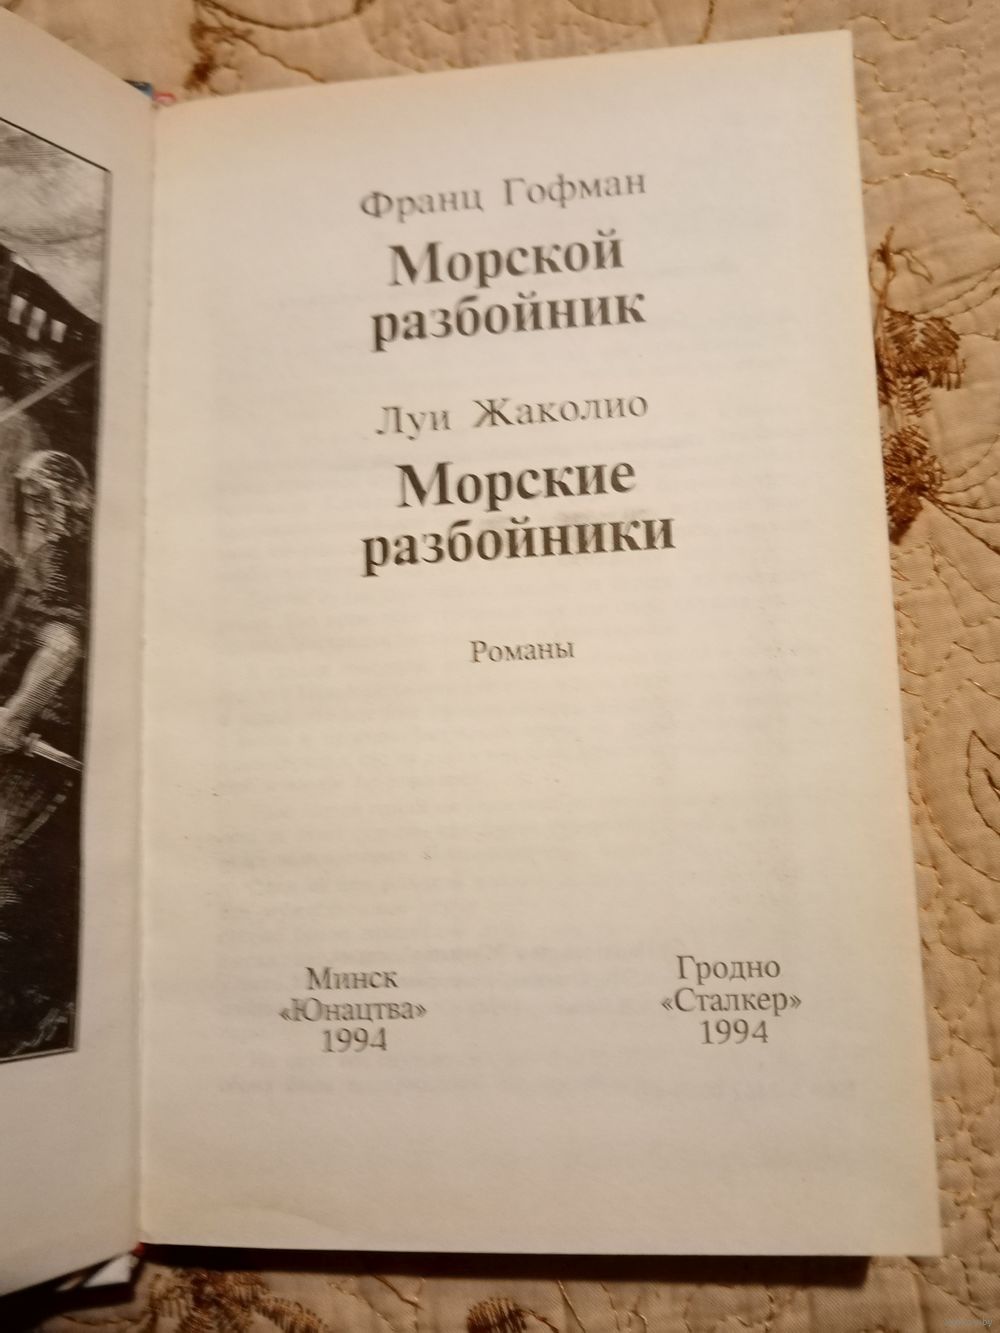 Франц Гофман
Морской
разбойник
Луи Жаколио
Морские
разбойники
Романы
Минск
«Юнацтва»
1994
Гродно
«Сталкер»
1994